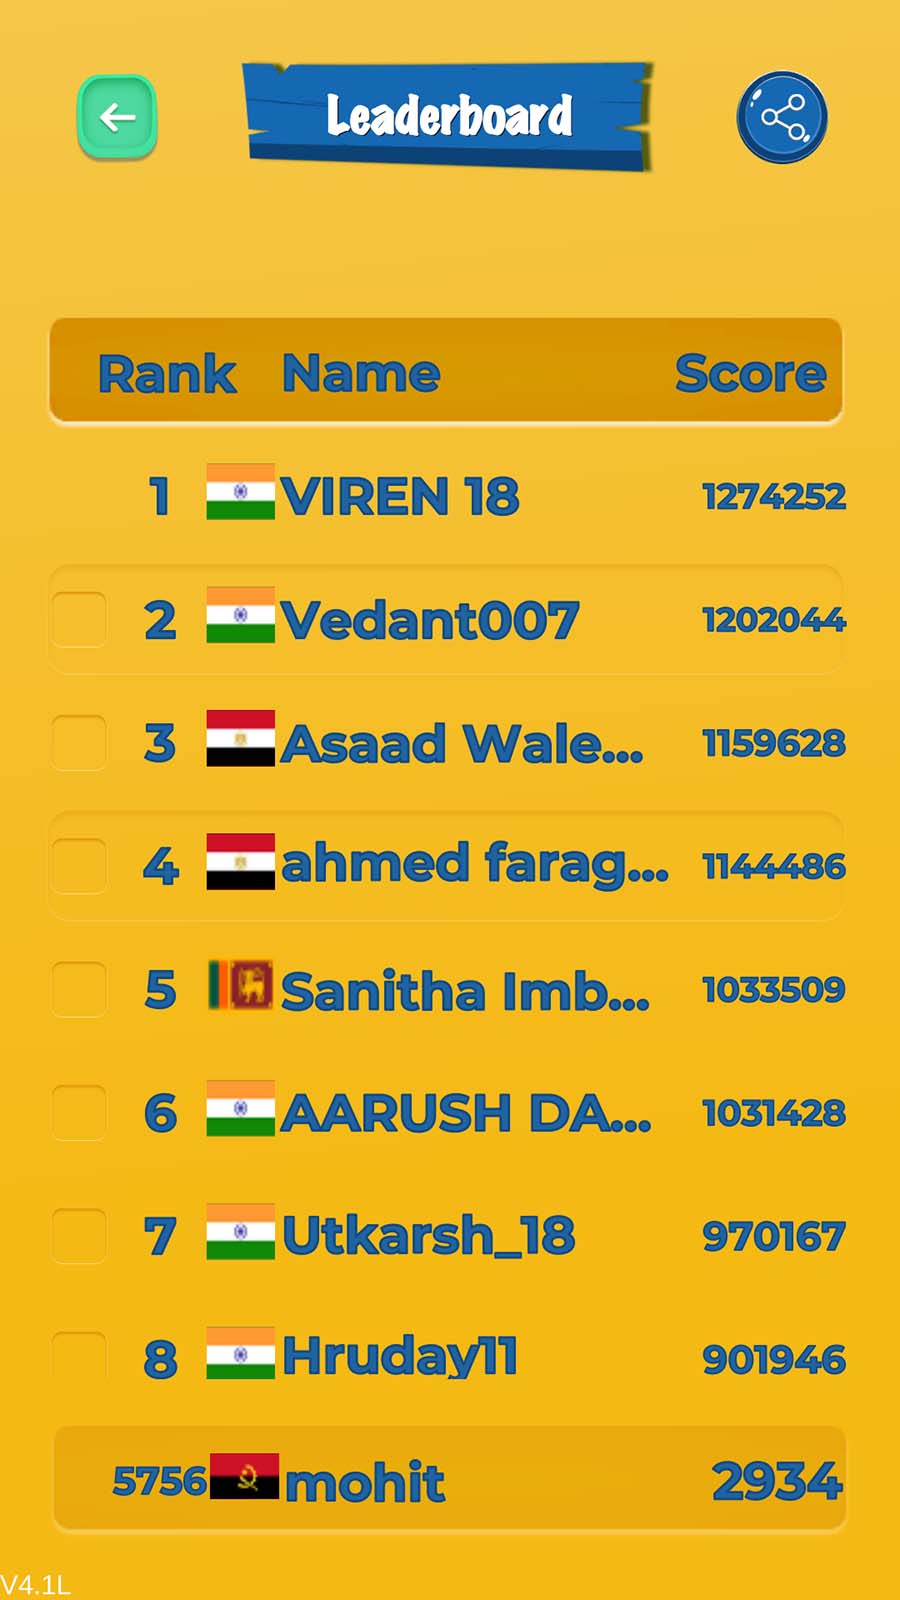 Leaderboard
Rank Name Score
1 VIREN 18 1274252
2 Vedant007 1202044
3 Asaad Wale... 1159628
4 ahmed farag... 1144486
5 Sanitha Imb... 1033509
6 AARUSH DA... 1031428
7 Utkarsh_18 970167
8 Hruday11 901946
5756 mohit 2934
V4.1L